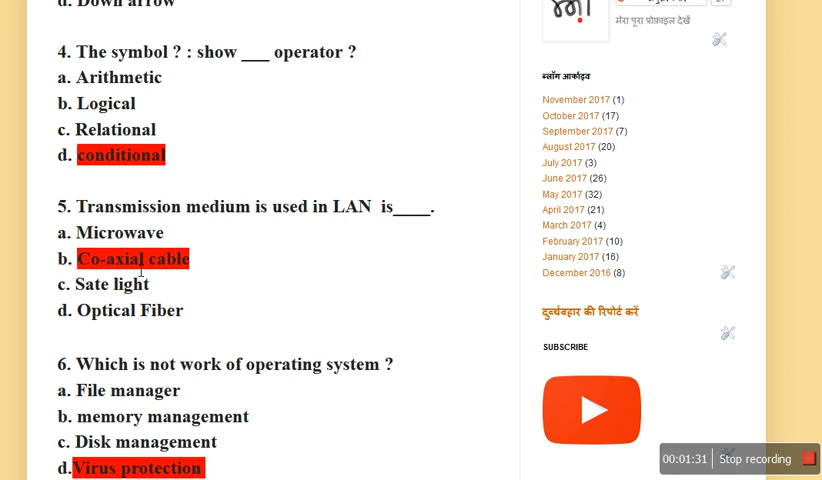 d. Down arrow
4. The symbol ? : show ___ operator ?
a. Arithmetic
b. Logical
c. Relational
d. conditional
5. Transmission medium is used in LAN is____.
a. Microwave
b. Co-axial cable
c. Sate light
d. Optical Fiber
6. Which is not work of operating system ?
a. File manager
b. memory management
c. Disk management
d.Virus protection
मेरा पूरा प्रोफ़ाइल देखें
ब्लॉग आर्काइव
November 2017 (1)
October 2017 (17)
September 2017 (7)
August 2017 (20)
July 2017 (3)
June 2017 (26)
May 2017 (32)
April 2017 (21)
March 2017 (4)
February 2017 (10)
January 2017 (16)
December 2016 (8)
दुर्व्यवहार की रिपोर्ट करें
SUBSCRIBE
00:01:31 Stop recording